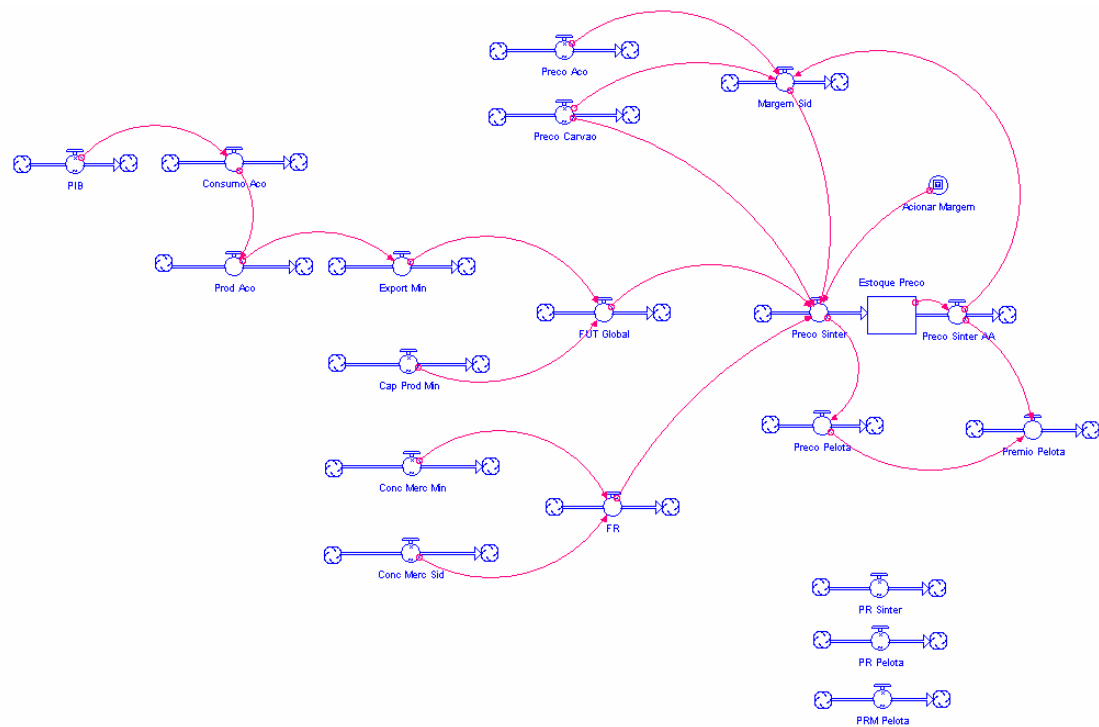 Preco Aco
Margem Sid
Preco Carvao
PIB
Consumo Aco
Acionar Margem
Prod Aco
Export Min
Estoque Preco
FUT Global
Preco Sinter
Preco Sinter AA
Cap Prod Min
Preco Pelota
Premio Pelota
Conc Merc Min
FR
Conc Merc Sid
PR Sinter
PR Pelota
PRM Pelota